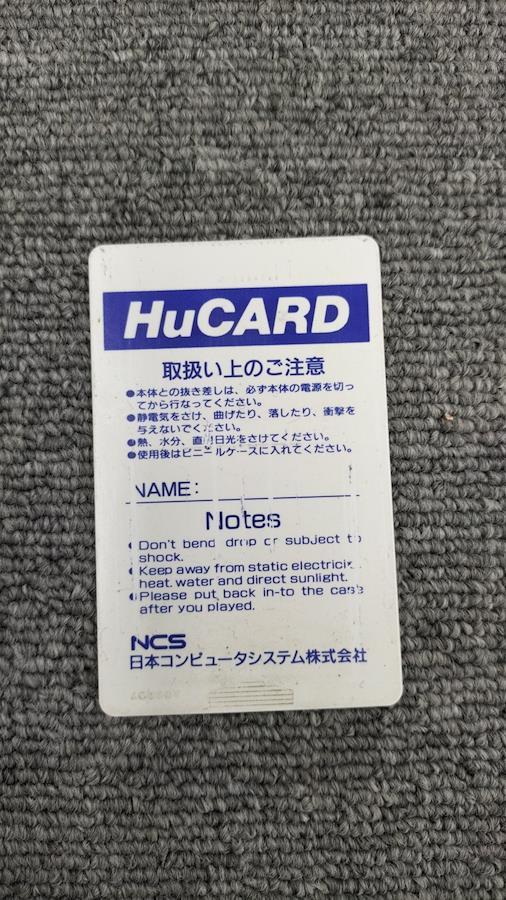 HuCARD
取扱い上のご注意
●本体との抜き差しは、必ず本体の電源を切っ
てから行なってください。
●静電気をさけ、曲げたり、落したり、衝撃を
与えないでください。
●熱、水分、直射日光をさけてください。
●使用後はビニールケースに入れてください。
NAME:
Notes
●Don't bend drop or subject to
shock.
●Keep away from static electricity
heat. water and direct sunlight.
●Please put back in-to the case
after you played.
NCS
日本コンピュータシステム株式会社